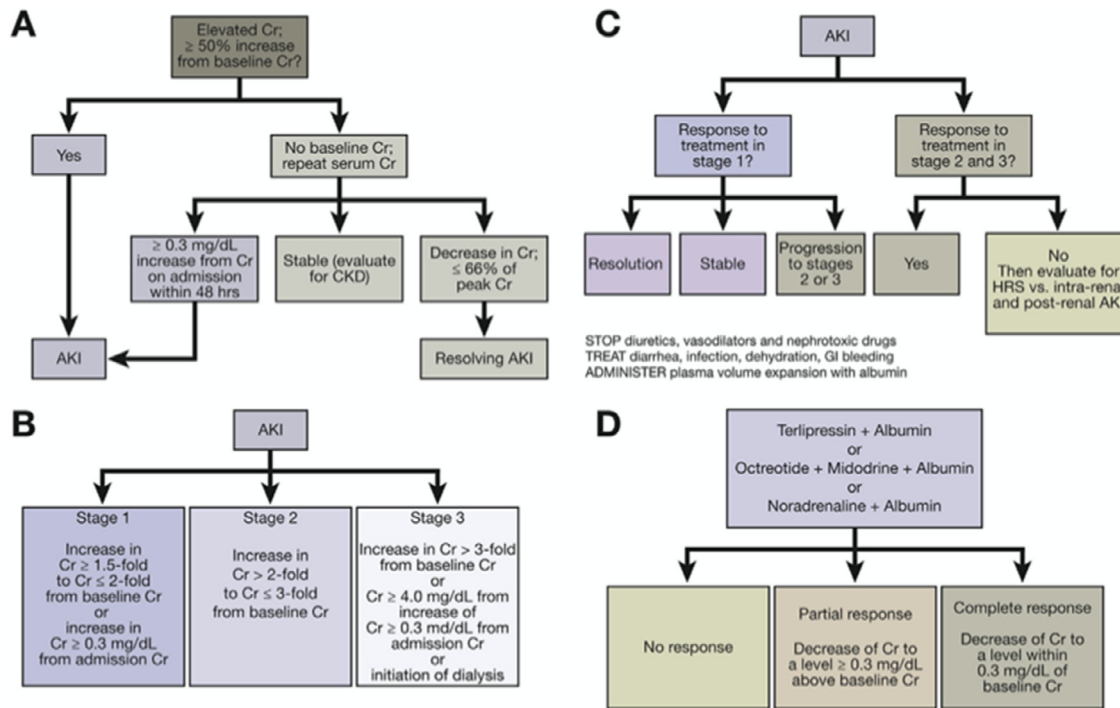 A
Elevated Cr;
≥ 50% increase
from baseline Cr?
Yes
No baseline Cr;
repeat serum Cr
≥ 0.3 mg/dL
increase from Cr
on admission
within 48 hrs
Stable (evaluate
for CKD)
Decrease in Cr;
≤ 66% of
peak Cr
AKI
Resolving AKI
B
AKI
Stage 1
Increase in
Cr ≥ 1.5-fold
to Cr ≤ 2-fold
from baseline Cr
or
increase in
Cr ≥ 0.3 mg/dL
from admission Cr
Stage 2
Increase in
Cr > 2-fold
to Cr ≤ 3-fold
from baseline Cr
Stage 3
Increase in Cr > 3-fold
from baseline Cr
or
Cr ≥ 4.0 mg/dL from
increase of
Cr ≥ 0.3 md/dL from
admission Cr
or
initiation of dialysis
C
AKI
Response to
treatment in
stage 1?
Response to
treatment in
stage 2 and 3?
Resolution
Stable
Progression
to stages
2 or 3
Yes
No
Then evaluate for
HRS vs. intra-rena
and post-renal AK
STOP diuretics, vasodilators and nephrotoxic drugs
TREAT diarrhea, infection, dehydration, GI bleeding
ADMINISTER plasma volume expansion with albumin
D
Terlipressin + Albumin
or
Octreotide + Midodrine + Albumin
or
Noradrenaline + Albumin
No response
Partial response
Decrease of Cr to
a level ≥ 0.3 mg/dL
above baseline Cr
Complete response
Decrease of Cr to
a level within
0.3 mg/dL of
baseline Cr